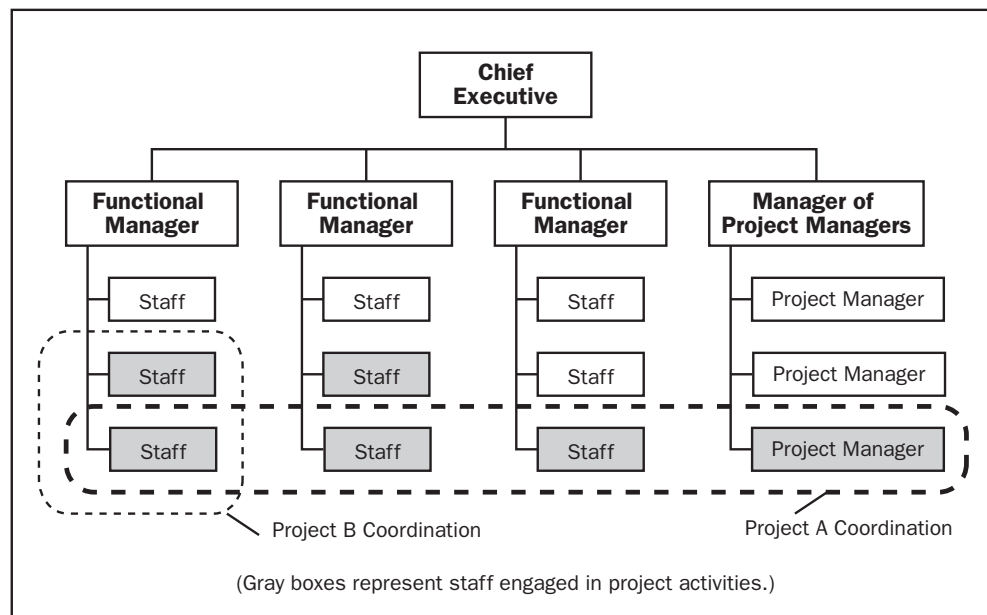 Chief
Executive
Functional
Manager
Functional
Manager
Functional
Manager
Manager of
Project Managers
Staff
Staff
Staff
Project Manager
Staff
Staff
Staff
Project Manager
Staff
Staff
Staff
Project Manager
Project B Coordination
Project A Coordination
(Gray boxes represent staff engaged in project activities.)